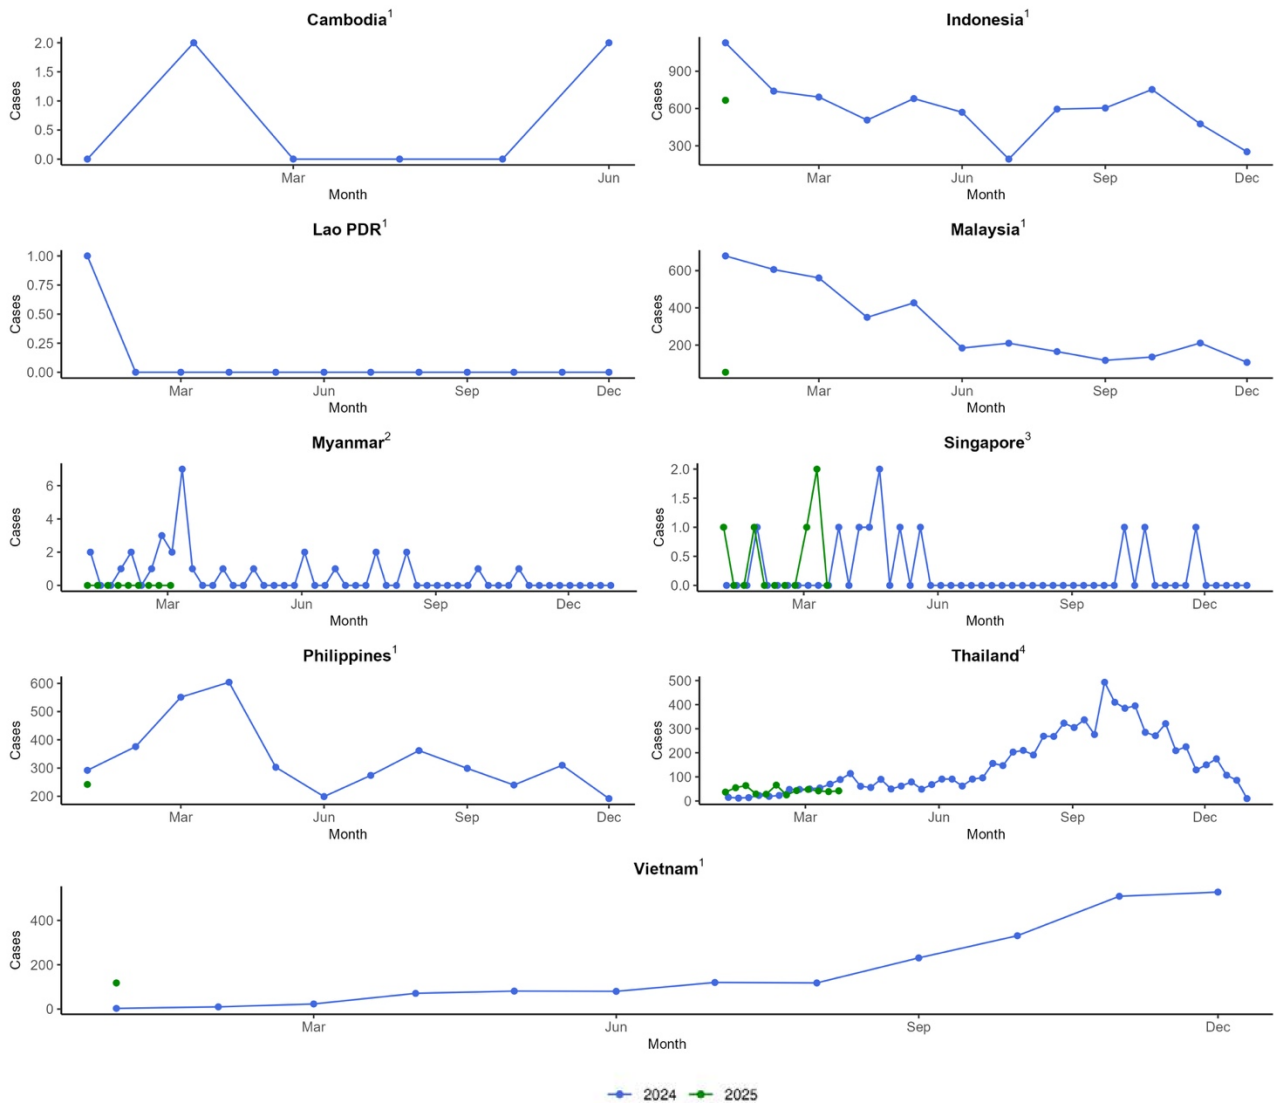 Cambodia1
2.0
1.5
1.0
0.5
0.0
Cases
Mar Jun
Month
Indonesia1
900
600
300
Cases
Mar Jun Sep Dec
Month
Lao PDR1
1.00
0.75
0.50
0.25
0.00
Cases
Mar Jun Sep Dec
Month
Malaysia1
600
400
200
Cases
Mar Jun Sep Dec
Month
Myanmar2
6
4
2
0
Cases
Mar Jun Sep Dec
Month
Singapore3
2.0
1.5
1.0
0.5
0.0
Cases
Mar Jun Sep Dec
Month
Philippines1
600
500
400
300
200
Cases
Mar Jun Sep Dec
Month
Thailand4
500
400
300
200
100
0
Cases
Mar Jun Sep Dec
Month
Vietnam1
400
200
0
Cases
Mar Jun Sep Dec
Month
2024 2025